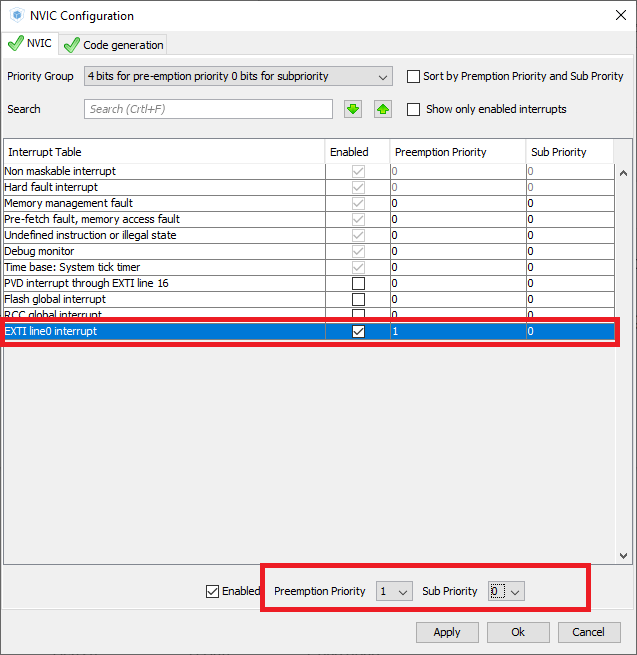 NVIC Configuration
NVIC Code generation
Priority Group 4 bits for pre-emption priority 0 bits for subpriority Sort by Premption Priority and Sub Prority
Search Search (Crtl+F) Show only enabled interrupts
Interrupt Table Enabled Preemption Priority Sub Priority
Non maskable interrupt 0 0
Hard fault interrupt 0 0
Memory management fault 0 0
Pre-fetch fault, memory access fault 0 0
Undefined instruction or illegal state 0 0
Debug monitor 0 0
Time base: System tick timer 0 0
PVD interrupt through EXTI line 16 0 0
Flash global interrupt 0 0
RCC global interrupt 0 0
EXTI line0 interrupt 1 0
Enabled Preemption Priority 1 Sub Priority 0
Apply Ok Cancel